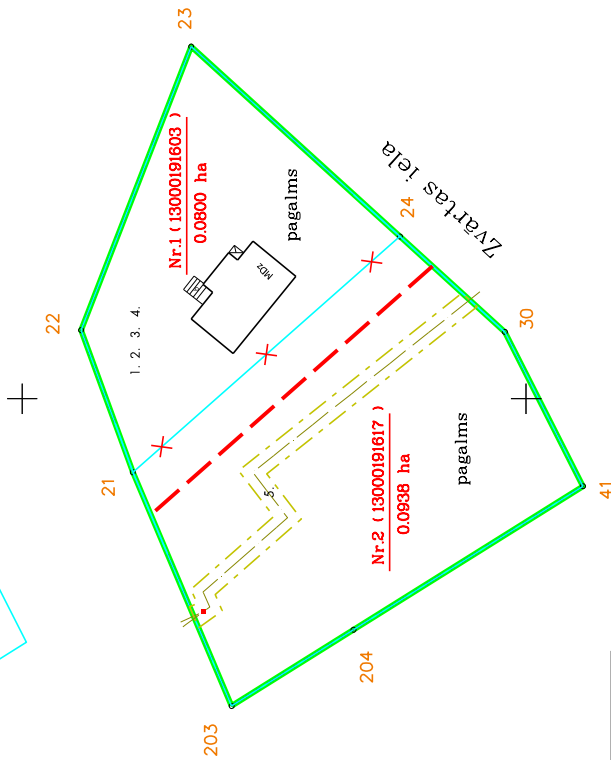 23
22
Nr.1 ( 13000191603 )
0.0800 ha
pagalms
Zvārtas iela
24
MDz
1. 2. 3. 4.
30
21
5.
Nr.2 ( 13000191617 )
0.0938 ha
pagalms
41
204
203